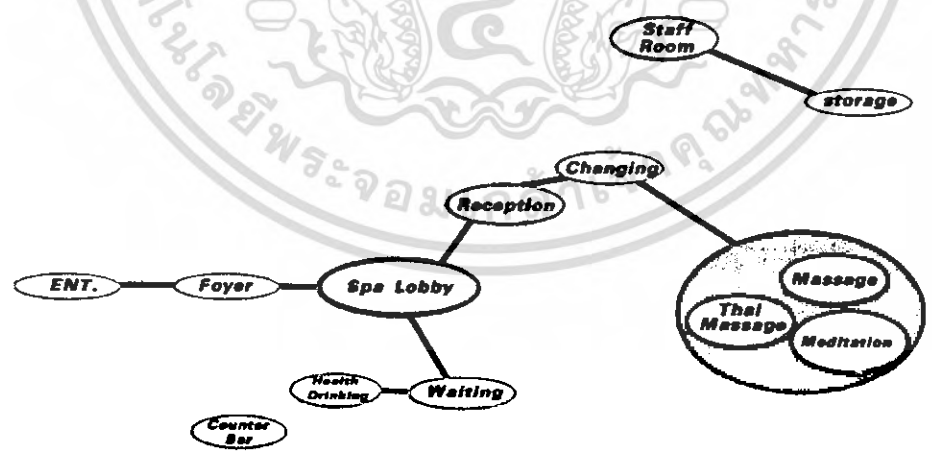 Staff
Room
storage
Changing
Reception
ENT.
Foyer
Spa Lobby
Massage
Thai
Massage
Meditation
Health
Drinking
Waiting
Counter
Bar